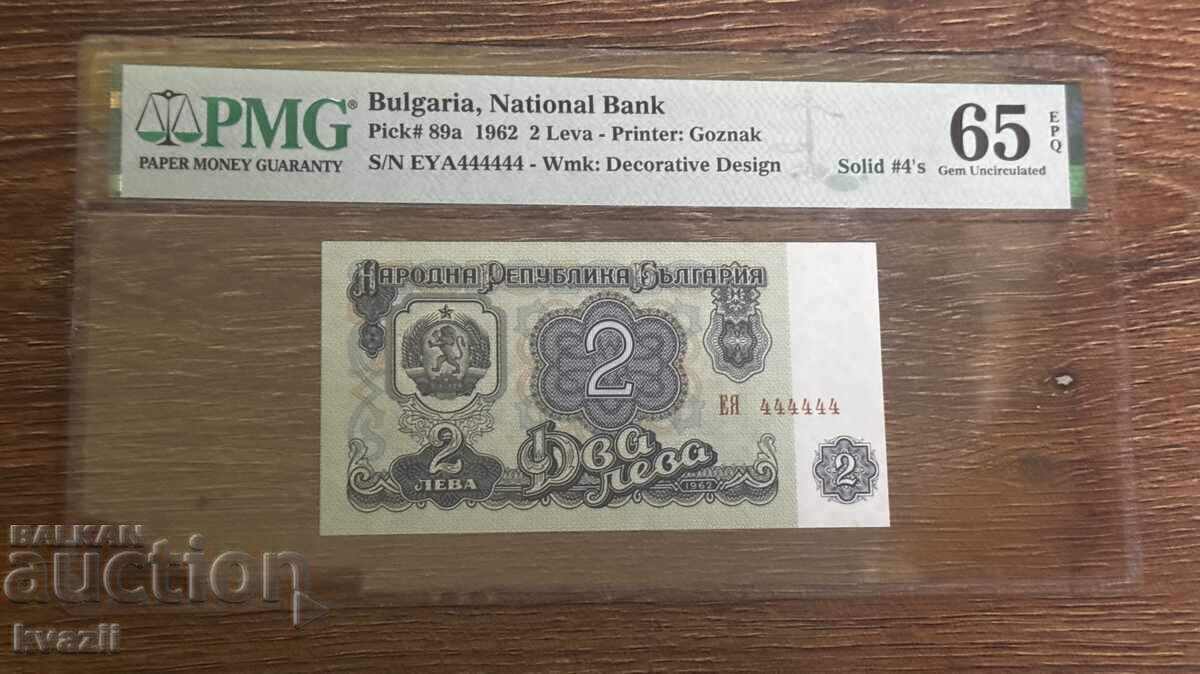 PMG®
PAPER MONEY GUARANTY
Bulgaria, National Bank
Pick# 89a 1962 2 Leva - Printer: Goznak
S/N EYA444444 - Wmk: Decorative Design
Solid #4's
65 EPQ
Gem Uncirculated
Народна Република България
2
ЕЯ 444444
2
ЛЕВА
Два
лева
1962
2
BALKAN
auction
kvazii